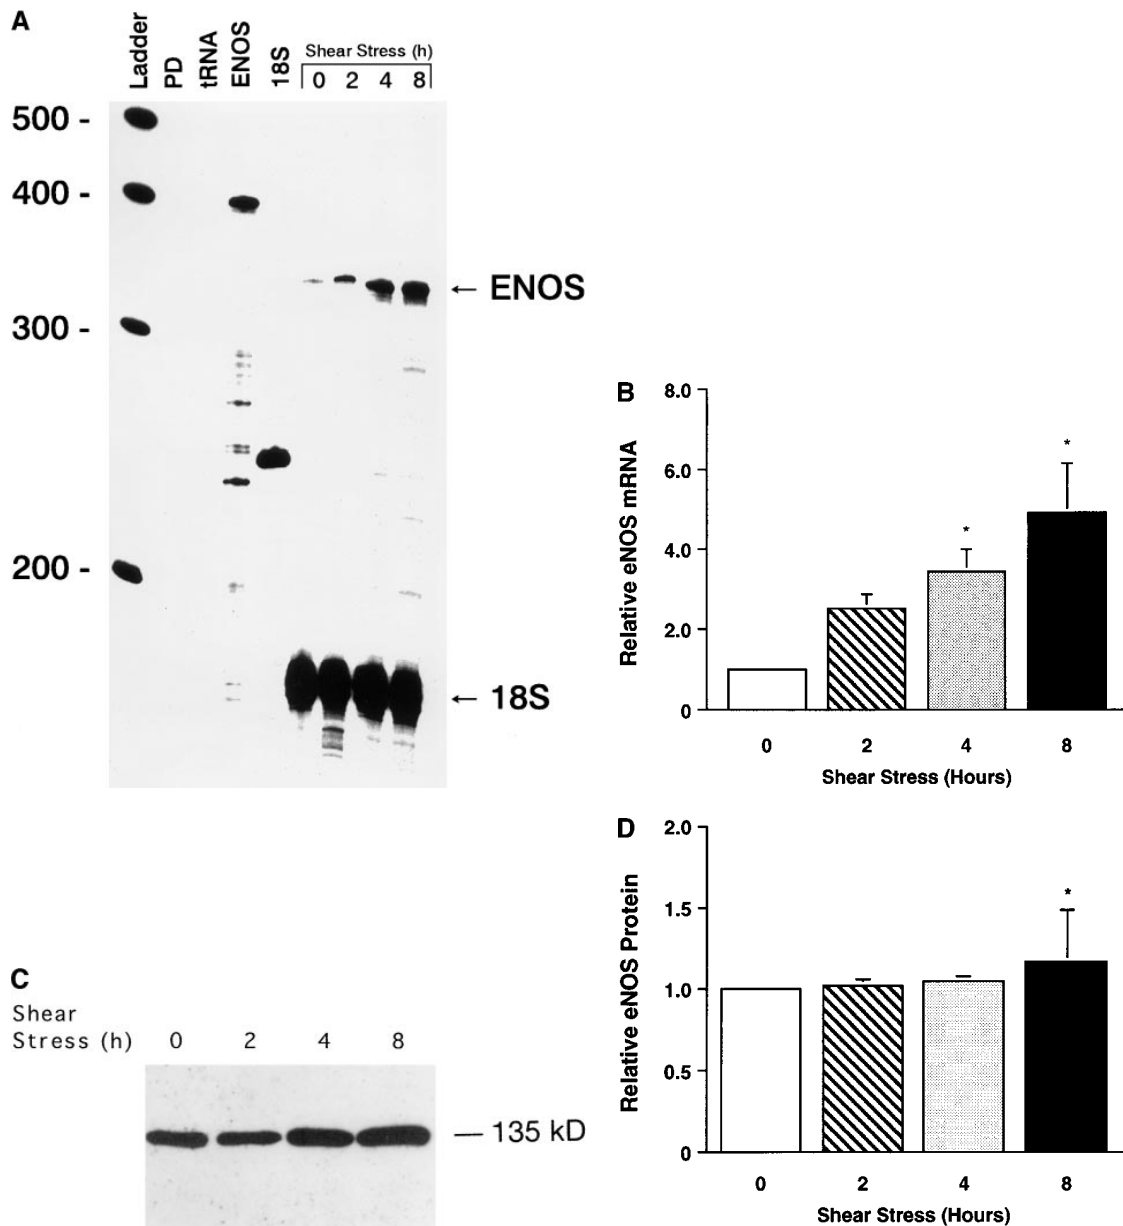 A
Ladder
PD
tRNA
ENOS
18S
Shear Stress (h)
0 2 4 8
500 -
400 -
300 -
200 -
← ENOS
← 18S
B
Relative eNOS mRNA
8.0
6.0
4.0
2.0
0
*
*
0 2 4 8
Shear Stress (Hours)
C
Shear
Stress (h) 0 2 4 8
— 135 kD
D
Relative eNOS Protein
2.0
1.5
1.0
0.5
0
*
0 2 4 8
Shear Stress (Hours)